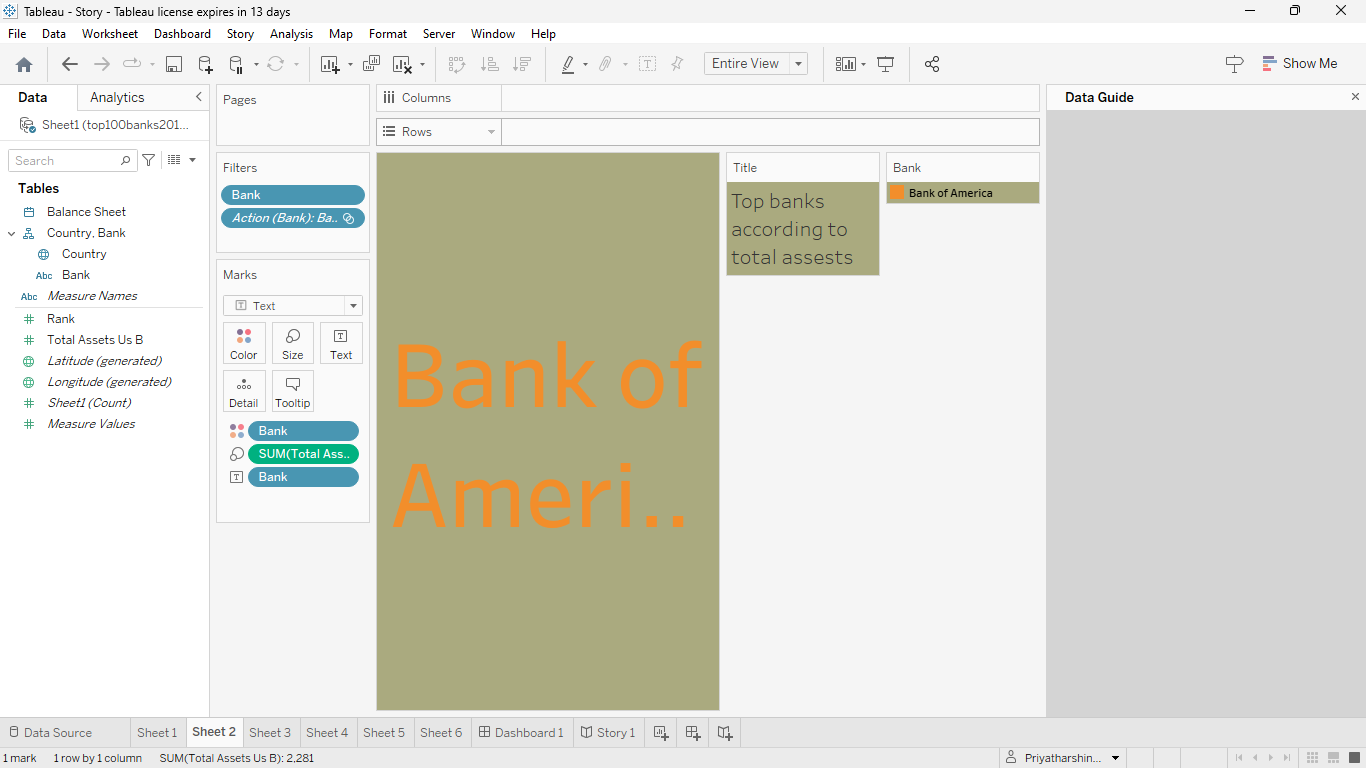 Tableau - Story - Tableau license expires in 13 days
File Data Worksheet Dashboard Story Analysis Map Format Server Window Help
Entire View
Show Me
Data Analytics
Sheet1 (top100banks201...
Search
Tables
Balance Sheet
Country, Bank
Country
Abc Bank
Abc Measure Names
Rank
Total Assets Us B
Latitude (generated)
Longitude (generated)
Sheet1 (Count)
Measure Values
Pages
Filters
Bank
Action (Bank): Ba..
Marks
Text
Color Size Text
Detail Tooltip
Bank
SUM(Total Ass..
Bank
Columns
Rows
Bank of
Ameri..
Title
Top banks
according to
total assests
Bank
Bank of America
Data Guide
Data Source Sheet 1 Sheet 2 Sheet 3 Sheet 4 Sheet 5 Sheet 6 Dashboard 1 Story 1
1 mark 1 row by 1 column SUM(Total Assets Us B): 2,281 Priyatharshin...